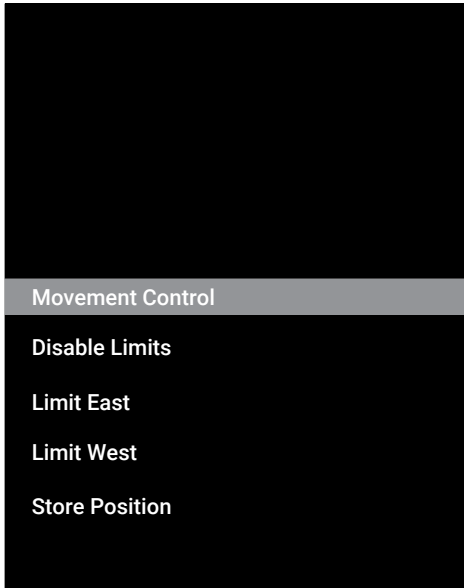 Movement Control
Disable Limits
Limit East
Limit West
Store Position